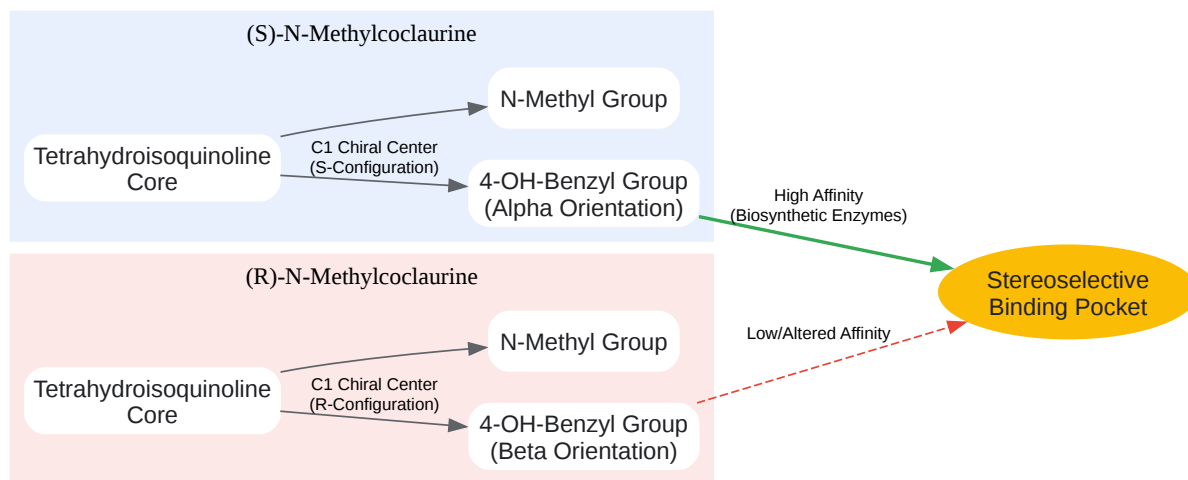 (S)-N-Methylcoclaurine
Tetrahydroisoquinoline
Core
C1 Chiral Center
(S-Configuration)
N-Methyl Group
4-OH-Benzyl Group
(Alpha Orientation)
High Affinity
(Biosynthetic Enzymes)
(R)-N-Methylcoclaurine
Tetrahydroisoquinoline
Core
C1 Chiral Center
(R-Configuration)
N-Methyl Group
4-OH-Benzyl Group
(Beta Orientation)
Low/Altered Affinity
Stereoselective
Binding Pocket